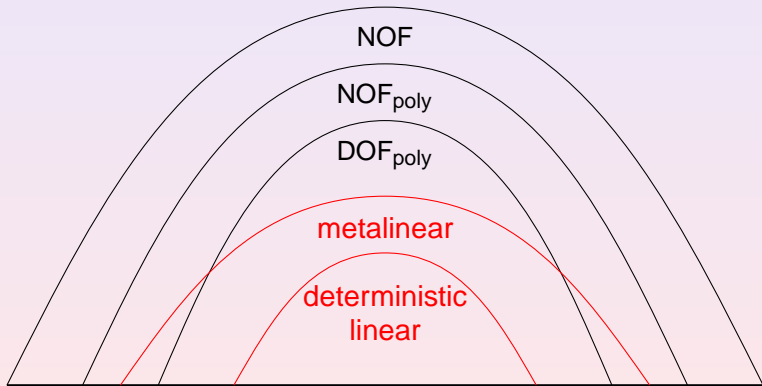 NOF
NOFpoly
DOFpoly
metalinear
deterministic
linear